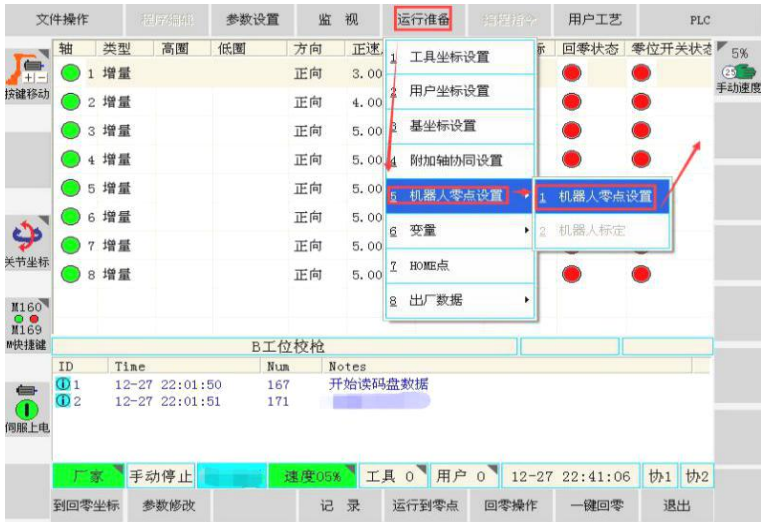 文件操作 程序编辑 参数设置 监 视 运行准备 编程指令 用户工艺 PLC
轴 类型 高圈 低圈 方向 正速 标 回零状态 零位开关状态
1 增量 正向 3.00
2 增量 正向 4.00
3 增量 正向 5.00
4 增量 正向 5.00
5 增量 正向 5.00
6 增量 正向 5.00
7 增量 正向 5.00
8 增量 正向 5.00
1 工具坐标设置
2 用户坐标设置
3 基坐标设置
4 附加轴协同设置
5 机器人零点设置
6 变量
7 HOME点
8 出厂数据
1 机器人零点设置
2 机器人标定
按键移动
关节坐标
M160
M169
M快捷键
伺服上电
5%
手动速度
B工位校枪
ID Time Num Notes
1 12-27 22:01:50 167 开始读码盘数据
2 12-27 22:01:51 171
厂家 手动停止 速度05% 工具 0 用户 0 12-27 22:41:06 协1 协2
到回零坐标 参数修改 记 录 运行到零点 回零操作 一键回零 退出